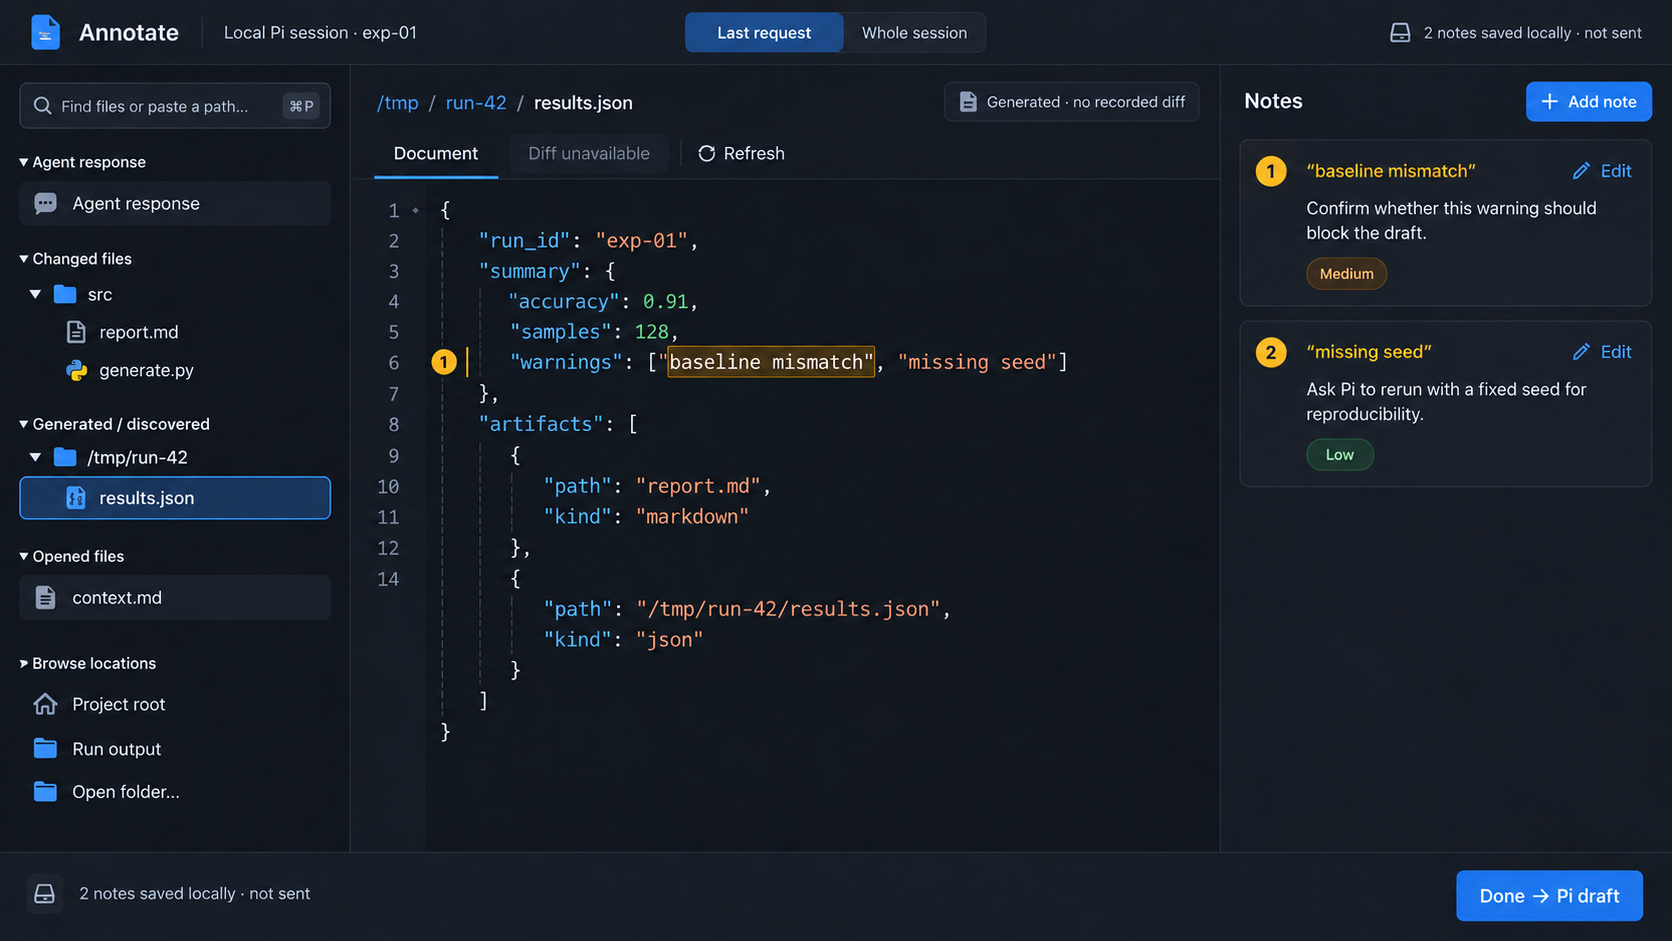 Annotate
Local Pi session · exp-01
Last request
Whole session
2 notes saved locally · not sent
Find files or paste a path...
⌘P
Agent response
Agent response
Changed files
src
report.md
generate.py
Generated / discovered
/tmp/run-42
results.json
Opened files
context.md
Browse locations
Project root
Run output
Open folder...
/tmp / run-42 / results.json
Generated · no recorded diff
Document
Diff unavailable
Refresh
1 {
2 "run_id": "exp-01",
3 "summary": {
4 "accuracy": 0.91,
5 "samples": 128,
6 1 "warnings": ["baseline mismatch", "missing seed"]
7 },
8 "artifacts": [
9 {
10 "path": "report.md",
11 "kind": "markdown"
12 },
14 {
"path": "/tmp/run-42/results.json",
"kind": "json"
}
]
}
Notes
+ Add note
1 “baseline mismatch”
Edit
Confirm whether this warning should
block the draft.
Medium
2 “missing seed”
Edit
Ask Pi to rerun with a fixed seed for
reproducibility.
Low
2 notes saved locally · not sent
Done → Pi draft